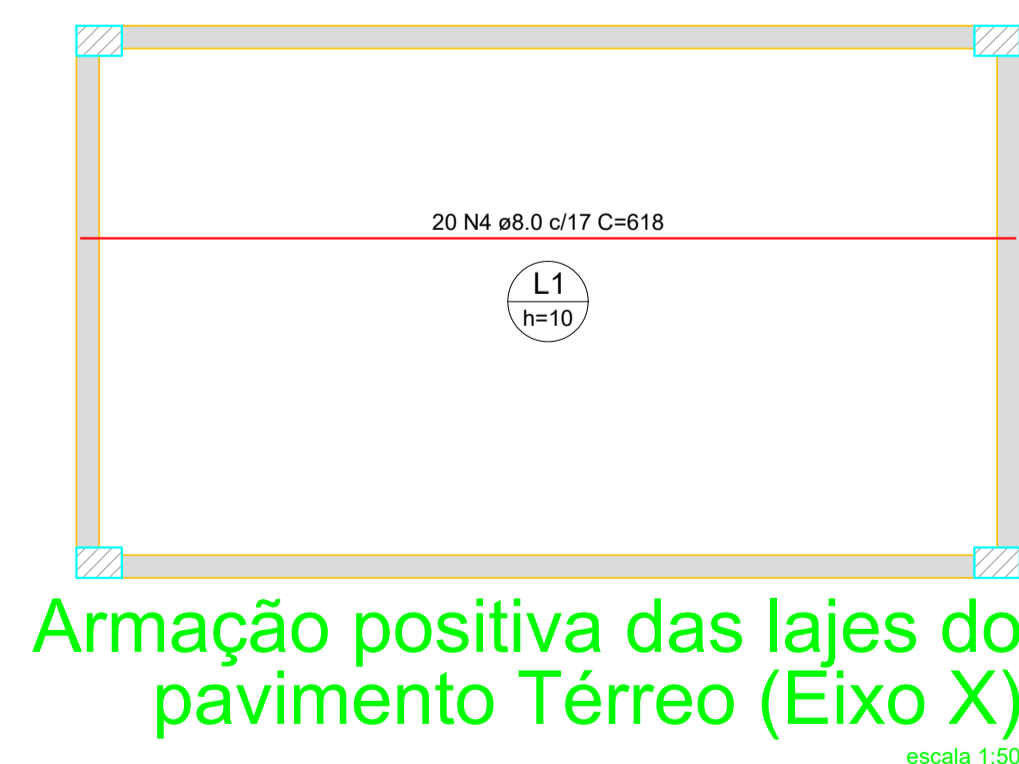 20 N4 ø8.0 c/17 C=618
L1
h=10
Armação positiva das lajes do
pavimento Térreo (Eixo X)
escala 1:50